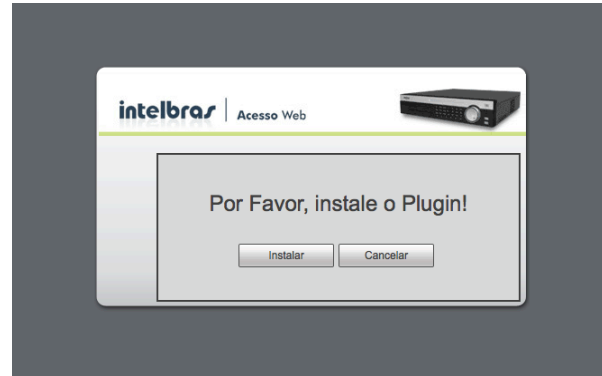 intelbras Acesso Web
Por Favor, instale o Plugin!
Instalar Cancelar